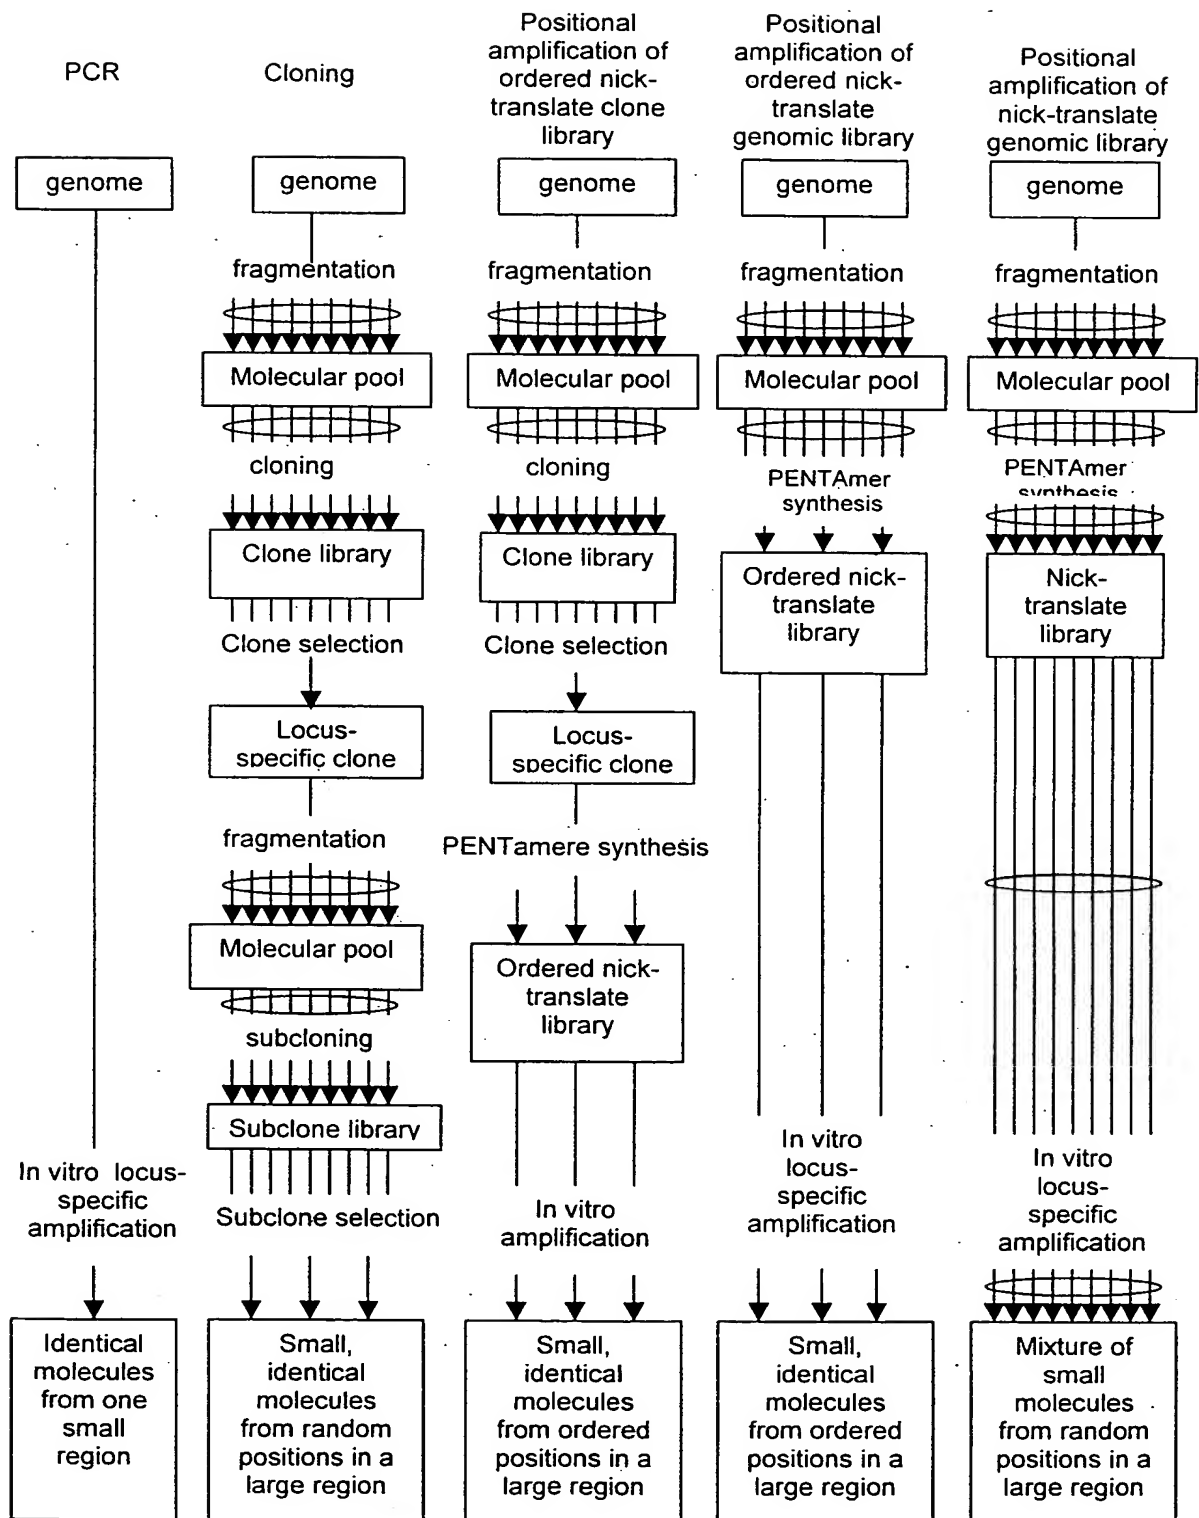 PCR
Cloning
Positional
amplification of
ordered nick-
translate clone
library
Positional
amplification of
ordered nick-
translate
genomic library
Positional
amplification of
nick-translate
genomic library
genome
genome
genome
genome
genome
fragmentation
fragmentation
fragmentation
fragmentation
Molecular pool
Molecular pool
Molecular pool
Molecular pool
cloning
cloning
PENTAmer
synthesis
PENTAmer
synthesis
Clone library
Clone library
Ordered nick-
translate
library
Nick-
translate
library
Clone selection
Clone selection
Locus-
specific clone
Locus-
specific clone
fragmentation
PENTamere synthesis
Molecular pool
Ordered nick-
translate
library
subcloning
Subclone library
In vitro locus-
specific
amplification
Subclone selection
In vitro
amplification
In vitro
locus-
specific
amplification
In vitro
locus-
specific
amplification
Identical
molecules
from one
small
region
Small,
identical
molecules
from random
positions in a
large region
Small,
identical
molecules
from ordered
positions in a
large region
Small,
identical
molecules
from ordered
positions in a
large region
Mixture of
small
molecules
from random
positions in a
large region